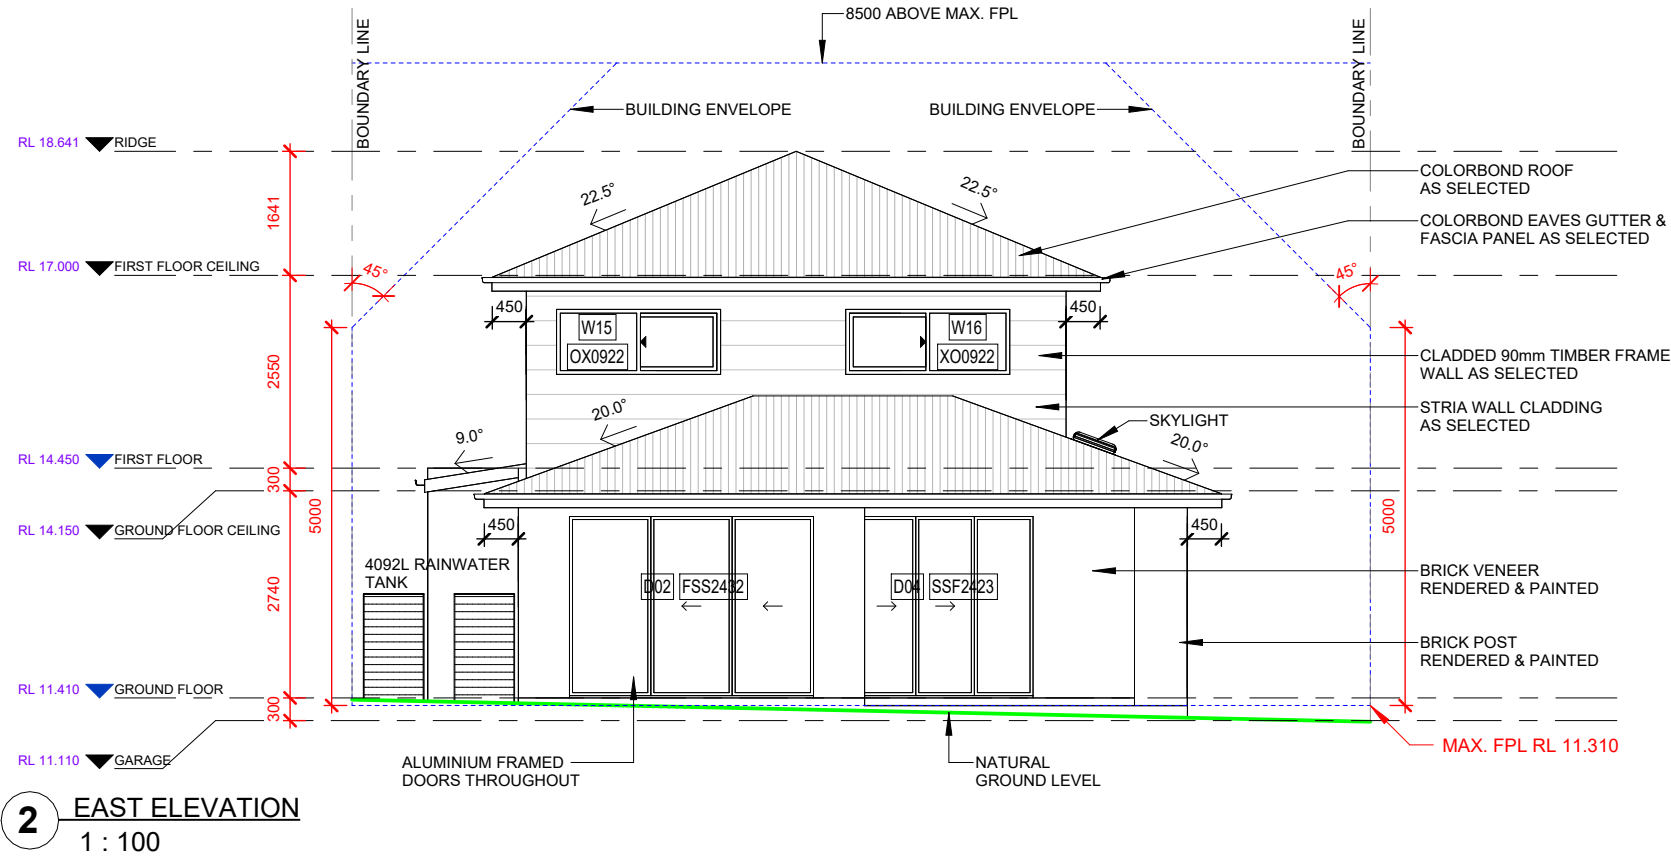 8500 ABOVE MAX. FPL
BOUNDARY LINE
BOUNDARY LINE
BUILDING ENVELOPE
BUILDING ENVELOPE
RL 18.641 RIDGE
1641
22.5°
22.5°
COLORBOND ROOF
AS SELECTED
COLORBOND EAVES GUTTER &
FASCIA PANEL AS SELECTED
RL 17.000 FIRST FLOOR CEILING
45°
45°
450
450
W15
OX0922
W16
XO0922
2550
CLADDED 90mm TIMBER FRAME
WALL AS SELECTED
STRIA WALL CLADDING
AS SELECTED
20.0°
9.0°
SKYLIGHT
20.0°
RL 14.450 FIRST FLOOR
300
5000
5000
RL 14.150 GROUND FLOOR CEILING
450
450
4092L RAINWATER
TANK
2740
D02 FSS2432
D04 SSF2423
BRICK VENEER
RENDERED & PAINTED
BRICK POST
RENDERED & PAINTED
RL 11.410 GROUND FLOOR
300
RL 11.110 GARAGE
ALUMINIUM FRAMED
DOORS THROUGHOUT
NATURAL
GROUND LEVEL
MAX. FPL RL 11.310
2 EAST ELEVATION
1 : 100